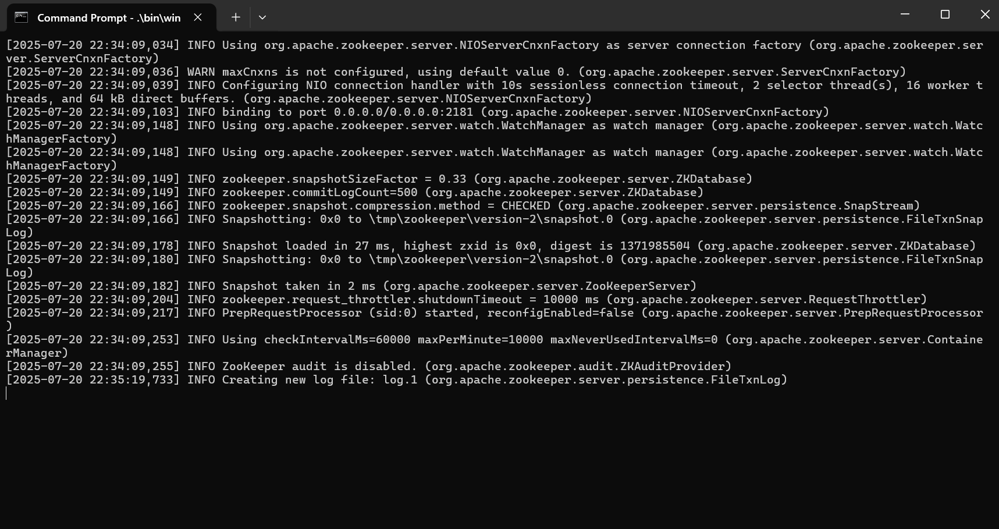 Command Prompt - .\bin\win
[2025-07-20 22:34:09,034] INFO Using org.apache.zookeeper.server.NIOServerCnxnFactory as server connection factory (org.apache.zookeeper.ser
ver.ServerCnxnFactory)
[2025-07-20 22:34:09,036] WARN maxCnxns is not configured, using default value 0. (org.apache.zookeeper.server.ServerCnxnFactory)
[2025-07-20 22:34:09,039] INFO Configuring NIO connection handler with 10s sessionless connection timeout, 2 selector thread(s), 16 worker t
hreads, and 64 kB direct buffers. (org.apache.zookeeper.server.NIOServerCnxnFactory)
[2025-07-20 22:34:09,103] INFO binding to port 0.0.0.0/0.0.0.0:2181 (org.apache.zookeeper.server.NIOServerCnxnFactory)
[2025-07-20 22:34:09,148] INFO Using org.apache.zookeeper.server.watch.WatchManager as watch manager (org.apache.zookeeper.server.watch.Watc
hManagerFactory)
[2025-07-20 22:34:09,148] INFO Using org.apache.zookeeper.server.watch.WatchManager as watch manager (org.apache.zookeeper.server.watch.Watc
hManagerFactory)
[2025-07-20 22:34:09,149] INFO zookeeper.snapshotSizeFactor = 0.33 (org.apache.zookeeper.server.ZKDatabase)
[2025-07-20 22:34:09,149] INFO zookeeper.commitLogCount=500 (org.apache.zookeeper.server.ZKDatabase)
[2025-07-20 22:34:09,166] INFO zookeeper.snapshot.compression.method = CHECKED (org.apache.zookeeper.server.persistence.SnapStream)
[2025-07-20 22:34:09,166] INFO Snapshotting: 0x0 to \tmp\zookeeper\version-2\snapshot.0 (org.apache.zookeeper.server.persistence.FileTxnSnap
Log)
[2025-07-20 22:34:09,178] INFO Snapshot loaded in 27 ms, highest zxid is 0x0, digest is 1371985504 (org.apache.zookeeper.server.ZKDatabase)
[2025-07-20 22:34:09,180] INFO Snapshotting: 0x0 to \tmp\zookeeper\version-2\snapshot.0 (org.apache.zookeeper.server.persistence.FileTxnSnap
Log)
[2025-07-20 22:34:09,182] INFO Snapshot taken in 2 ms (org.apache.zookeeper.server.ZooKeeperServer)
[2025-07-20 22:34:09,204] INFO zookeeper.request_throttler.shutdownTimeout = 10000 ms (org.apache.zookeeper.server.RequestThrottler)
[2025-07-20 22:34:09,217] INFO PrepRequestProcessor (sid:0) started, reconfigEnabled=false (org.apache.zookeeper.server.PrepRequestProcessor
)
[2025-07-20 22:34:09,253] INFO Using checkIntervalMs=60000 maxPerMinute=10000 maxNeverUsedIntervalMs=0 (org.apache.zookeeper.server.Containe
rManager)
[2025-07-20 22:34:09,255] INFO ZooKeeper audit is disabled. (org.apache.zookeeper.audit.ZKAuditProvider)
[2025-07-20 22:35:19,733] INFO Creating new log file: log.1 (org.apache.zookeeper.server.persistence.FileTxnLog)